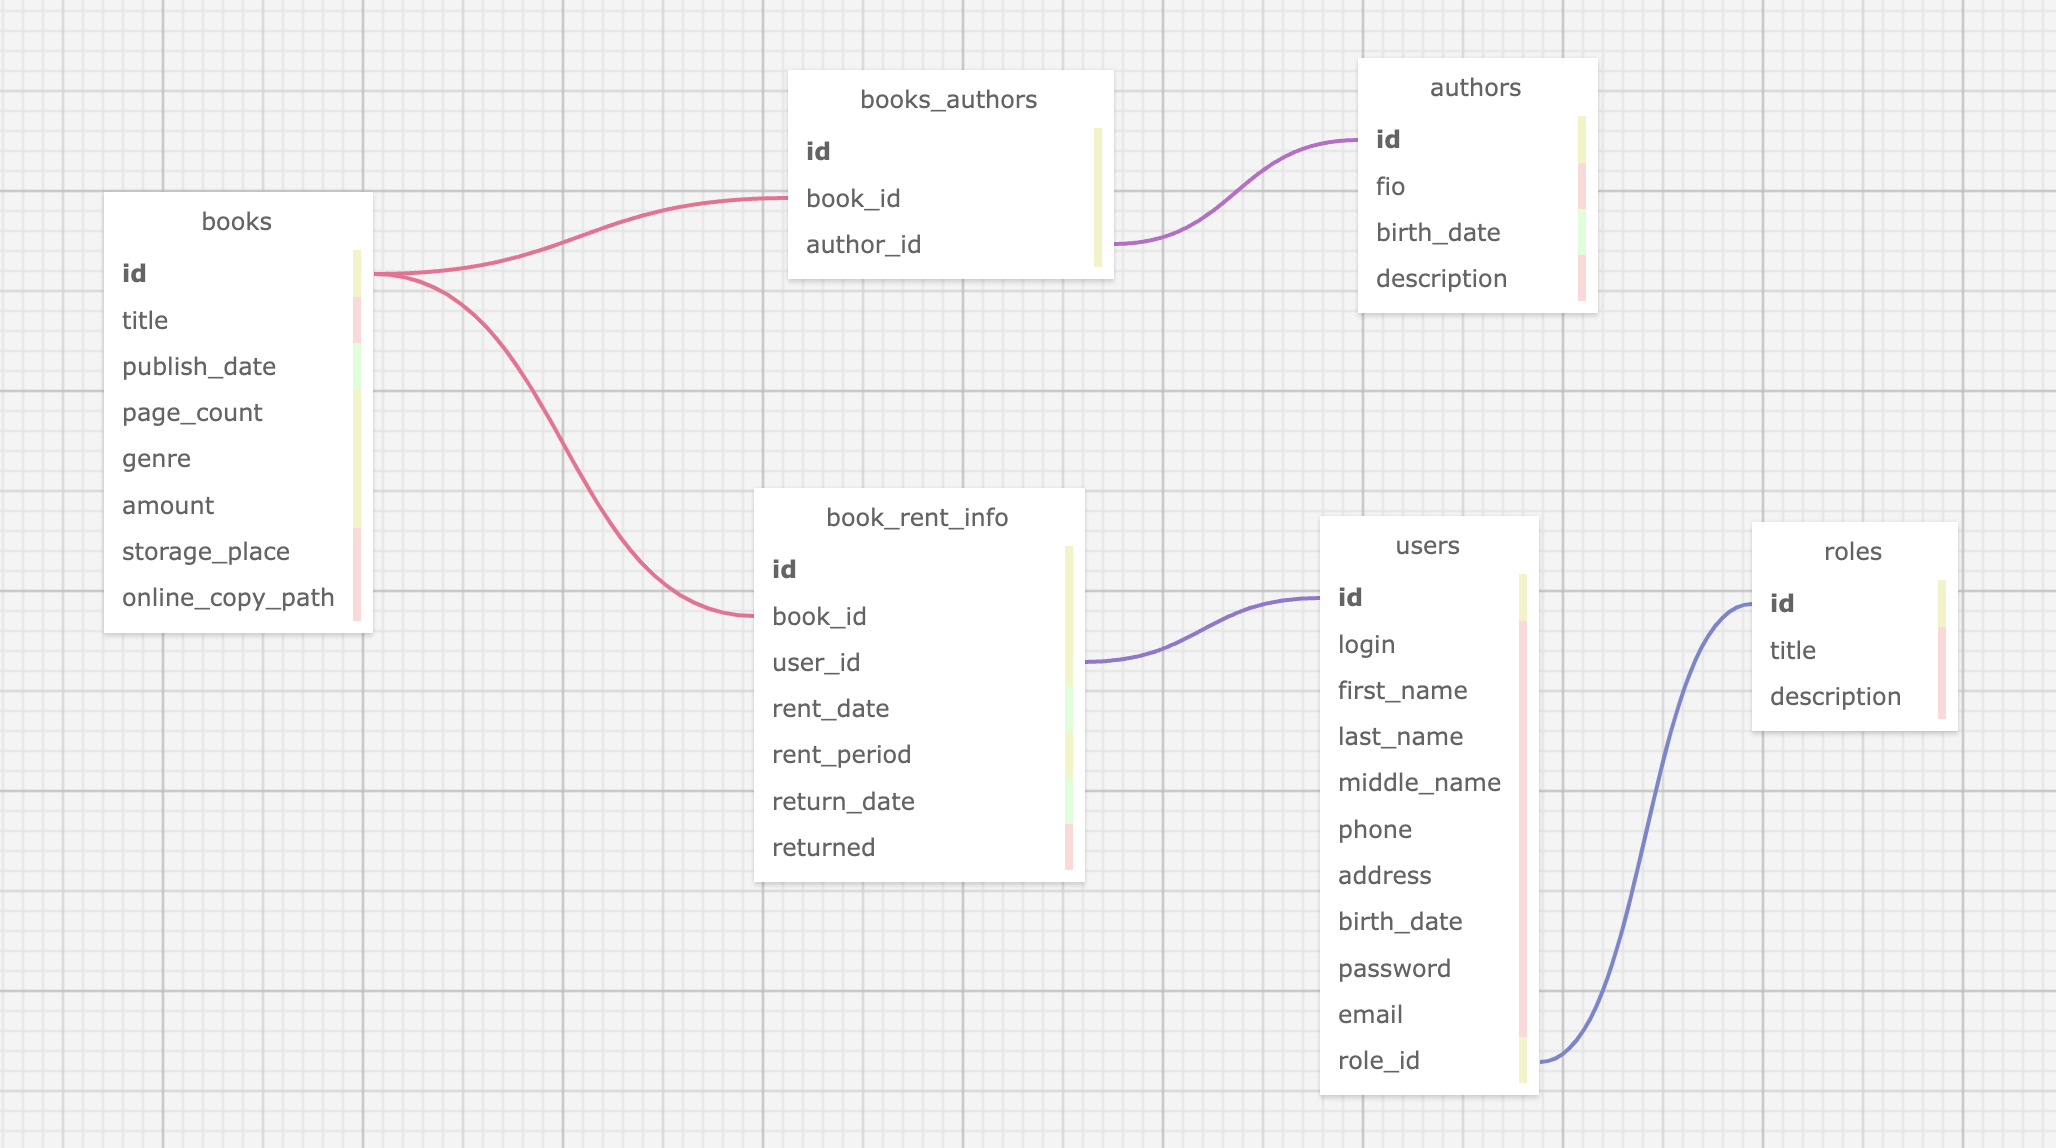 books
id
title
publish_date
page_count
genre
amount
storage_place
online_copy_path
books_authors
id
book_id
author_id
authors
id
fio
birth_date
description
book_rent_info
id
book_id
user_id
rent_date
rent_period
return_date
returned
users
id
login
first_name
last_name
middle_name
phone
address
birth_date
password
email
role_id
roles
id
title
description